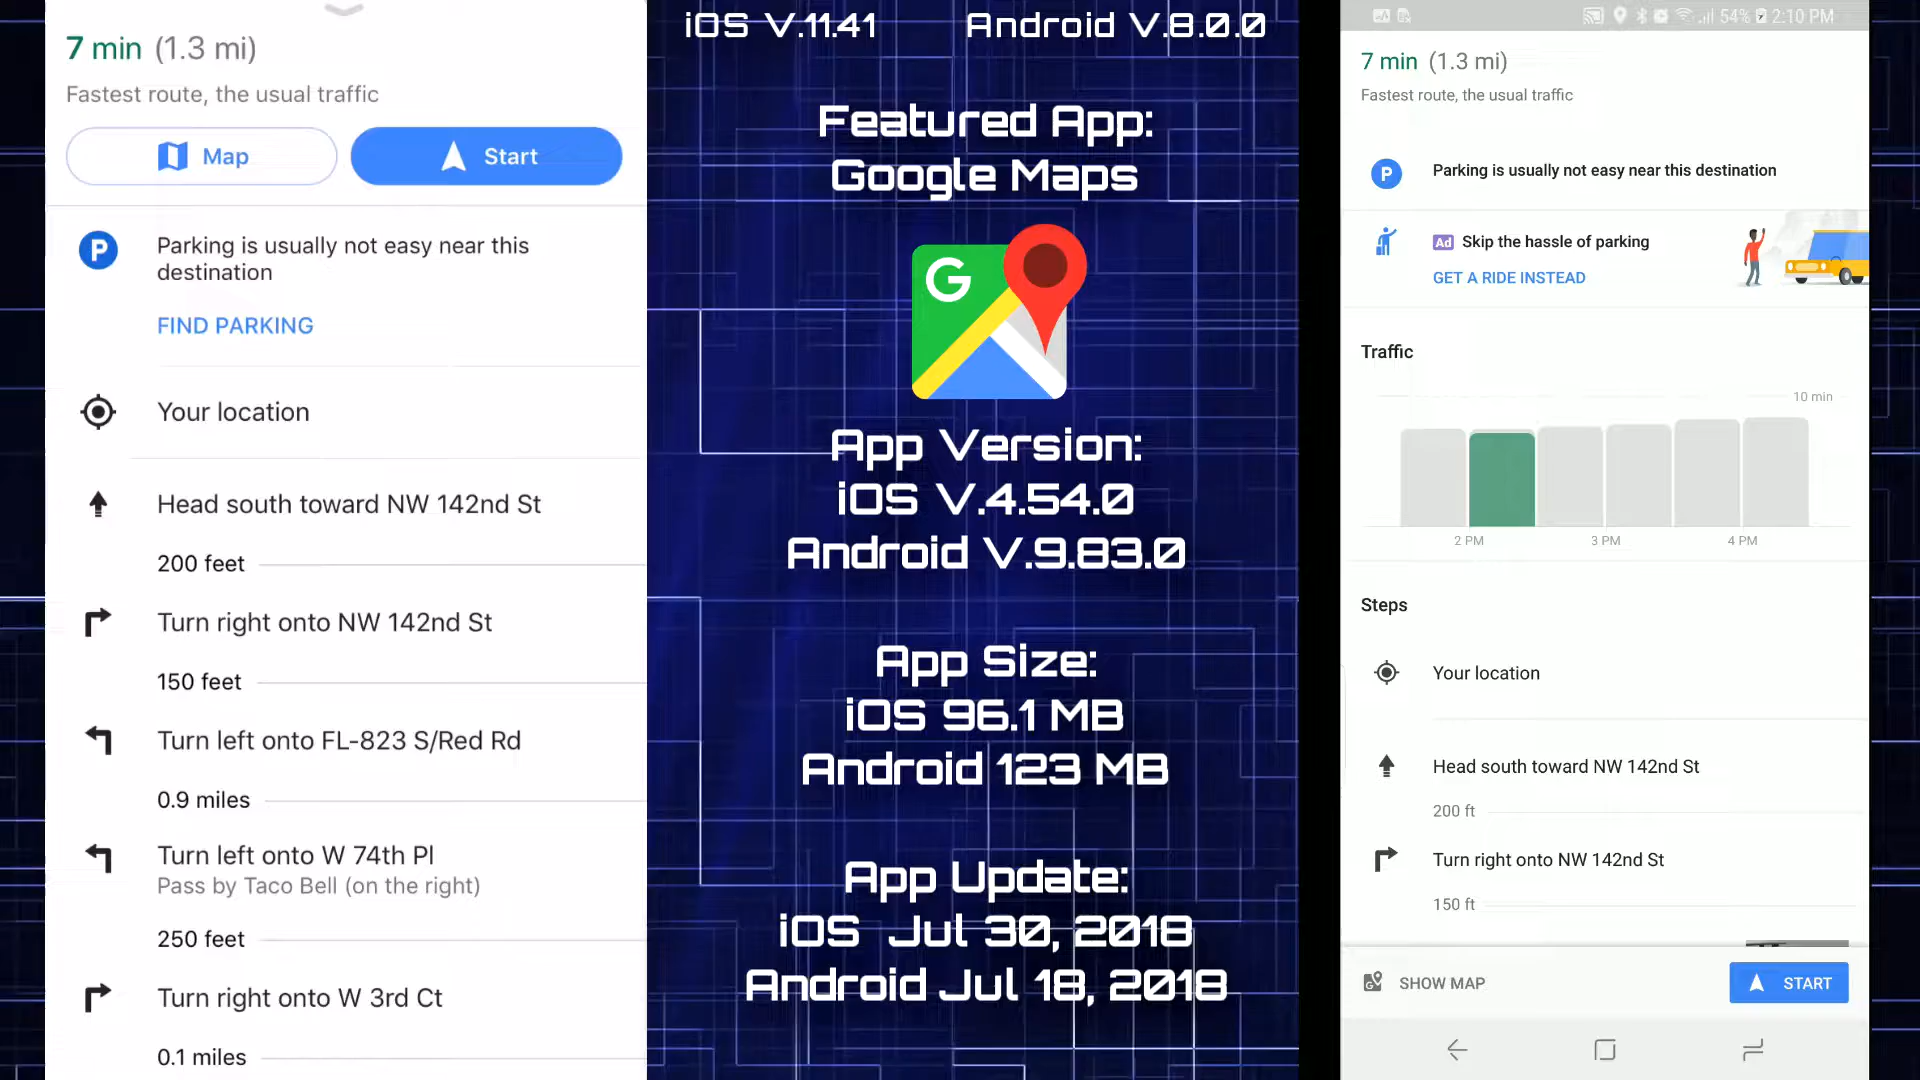 7 min (1.3 mi)
Fastest route, the usual traffic
Map
Start
P
Parking is usually not easy near this
destination
FIND PARKING
Your location
Head south toward NW 142nd St
200 feet
Turn right onto NW 142nd St
150 feet
Turn left onto FL-823 S/Red Rd
0.9 miles
Turn left onto W 74th Pl
Pass by Taco Bell (on the right)
250 feet
Turn right onto W 3rd Ct
0.1 miles
iOS V.11.41 Android V.8.0.0
Featured App:
Google Maps
G
App Version:
iOS V.4.54.0
Android V.9.83.0
App Size:
iOS 96.1 MB
Android 123 MB
App Update:
iOS Jul 30, 2018
Android Jul 18, 2018
54% 2:10 PM
7 min (1.3 mi)
Fastest route, the usual traffic
P
Parking is usually not easy near this destination
Ad Skip the hassle of parking
GET A RIDE INSTEAD
Traffic
10 min
2 PM 3 PM 4 PM
Steps
Your location
Head south toward NW 142nd St
200 ft
Turn right onto NW 142nd St
150 ft
SHOW MAP
START